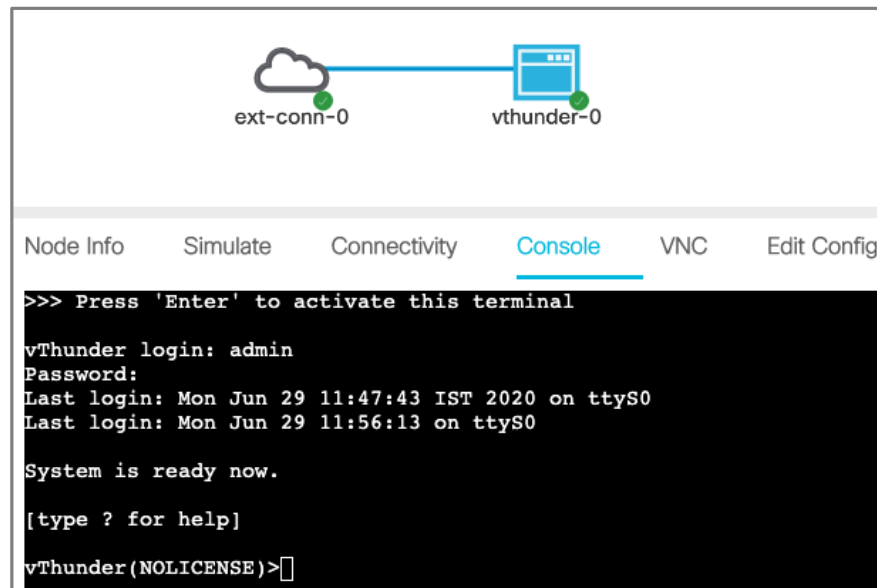 ext-conn-0 vthunder-0
Node Info Simulate Connectivity Console VNC Edit Config
>>> Press 'Enter' to activate this terminal
vThunder login: admin
Password:
Last login: Mon Jun 29 11:47:43 IST 2020 on ttyS0
Last login: Mon Jun 29 11:56:13 on ttyS0
System is ready now.
[type ? for help]
vThunder(NOLICENSE)>